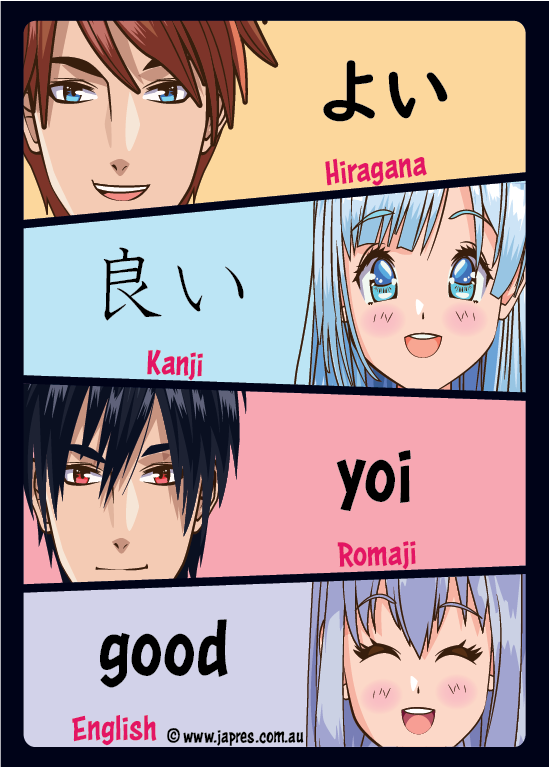 よい
Hiragana
良い
Kanji
yoi
Romaji
good
English © www.japres.com.au